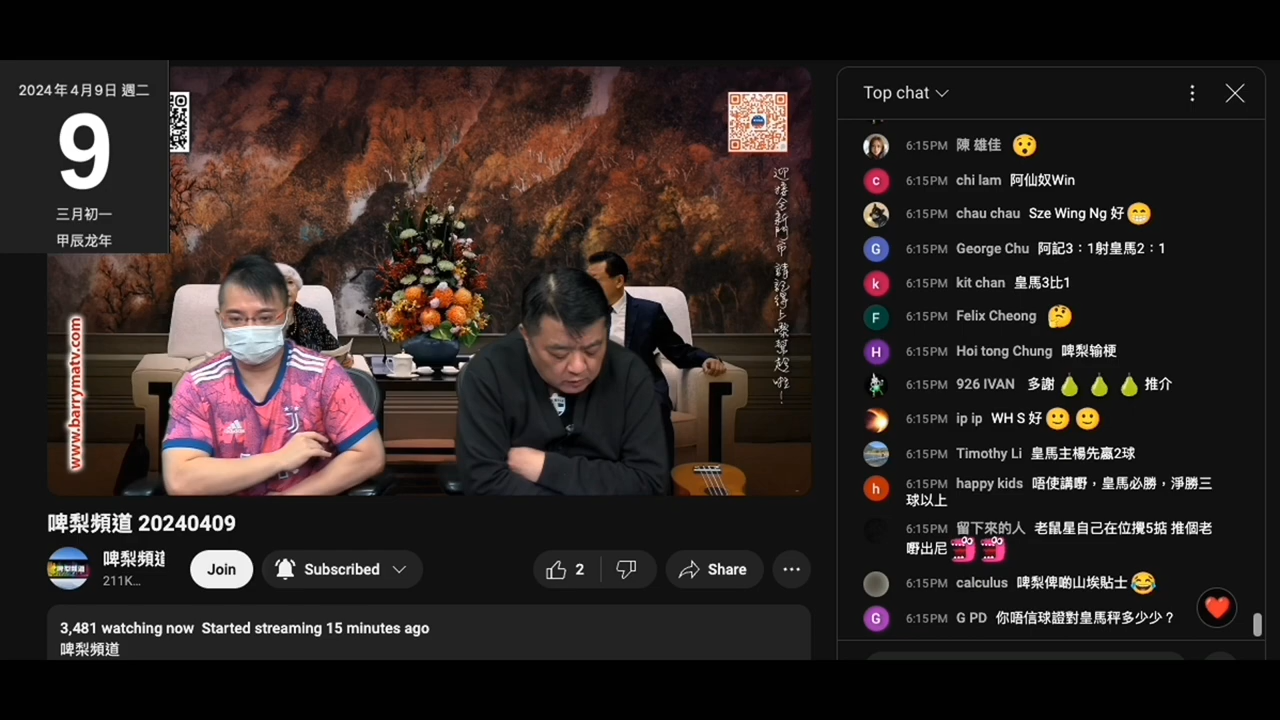 2024年4月9日 週二
9
三月初一
甲辰龙年
www.barrymatv.com
啤梨頻道 20240409
啤梨頻道
211K...
Join
Subscribed
2
Share
3,481 watching now Started streaming 15 minutes ago
啤梨頻道
Top chat
6:15PM 陳 雄佳 😯
6:15PM chi lam 阿仙奴Win
6:15PM chau chau Sze Wing Ng 好😁
6:15PM George Chu 阿記3：1射皇馬2：1
6:15PM kit chan 皇馬3比1
6:15PM Felix Cheong 🤔
6:15PM Hoi tong Chung 啤梨输梗
6:15PM 926 IVAN 多謝🍐🍐🍐推介
6:15PM ip ip WH S 好🙂🙂
6:15PM Timothy Li 皇馬主楊先贏2球
6:15PM happy kids 唔使講嘢，皇馬必勝，淨勝三
球以上
6:15PM 留下來的人 老鼠星自己在位攪5掂 推個老
嘢出尼
6:15PM calculus 啤梨俾啲山埃貼士😂
6:15PM G PD 你唔信球證對皇馬秤多少少？